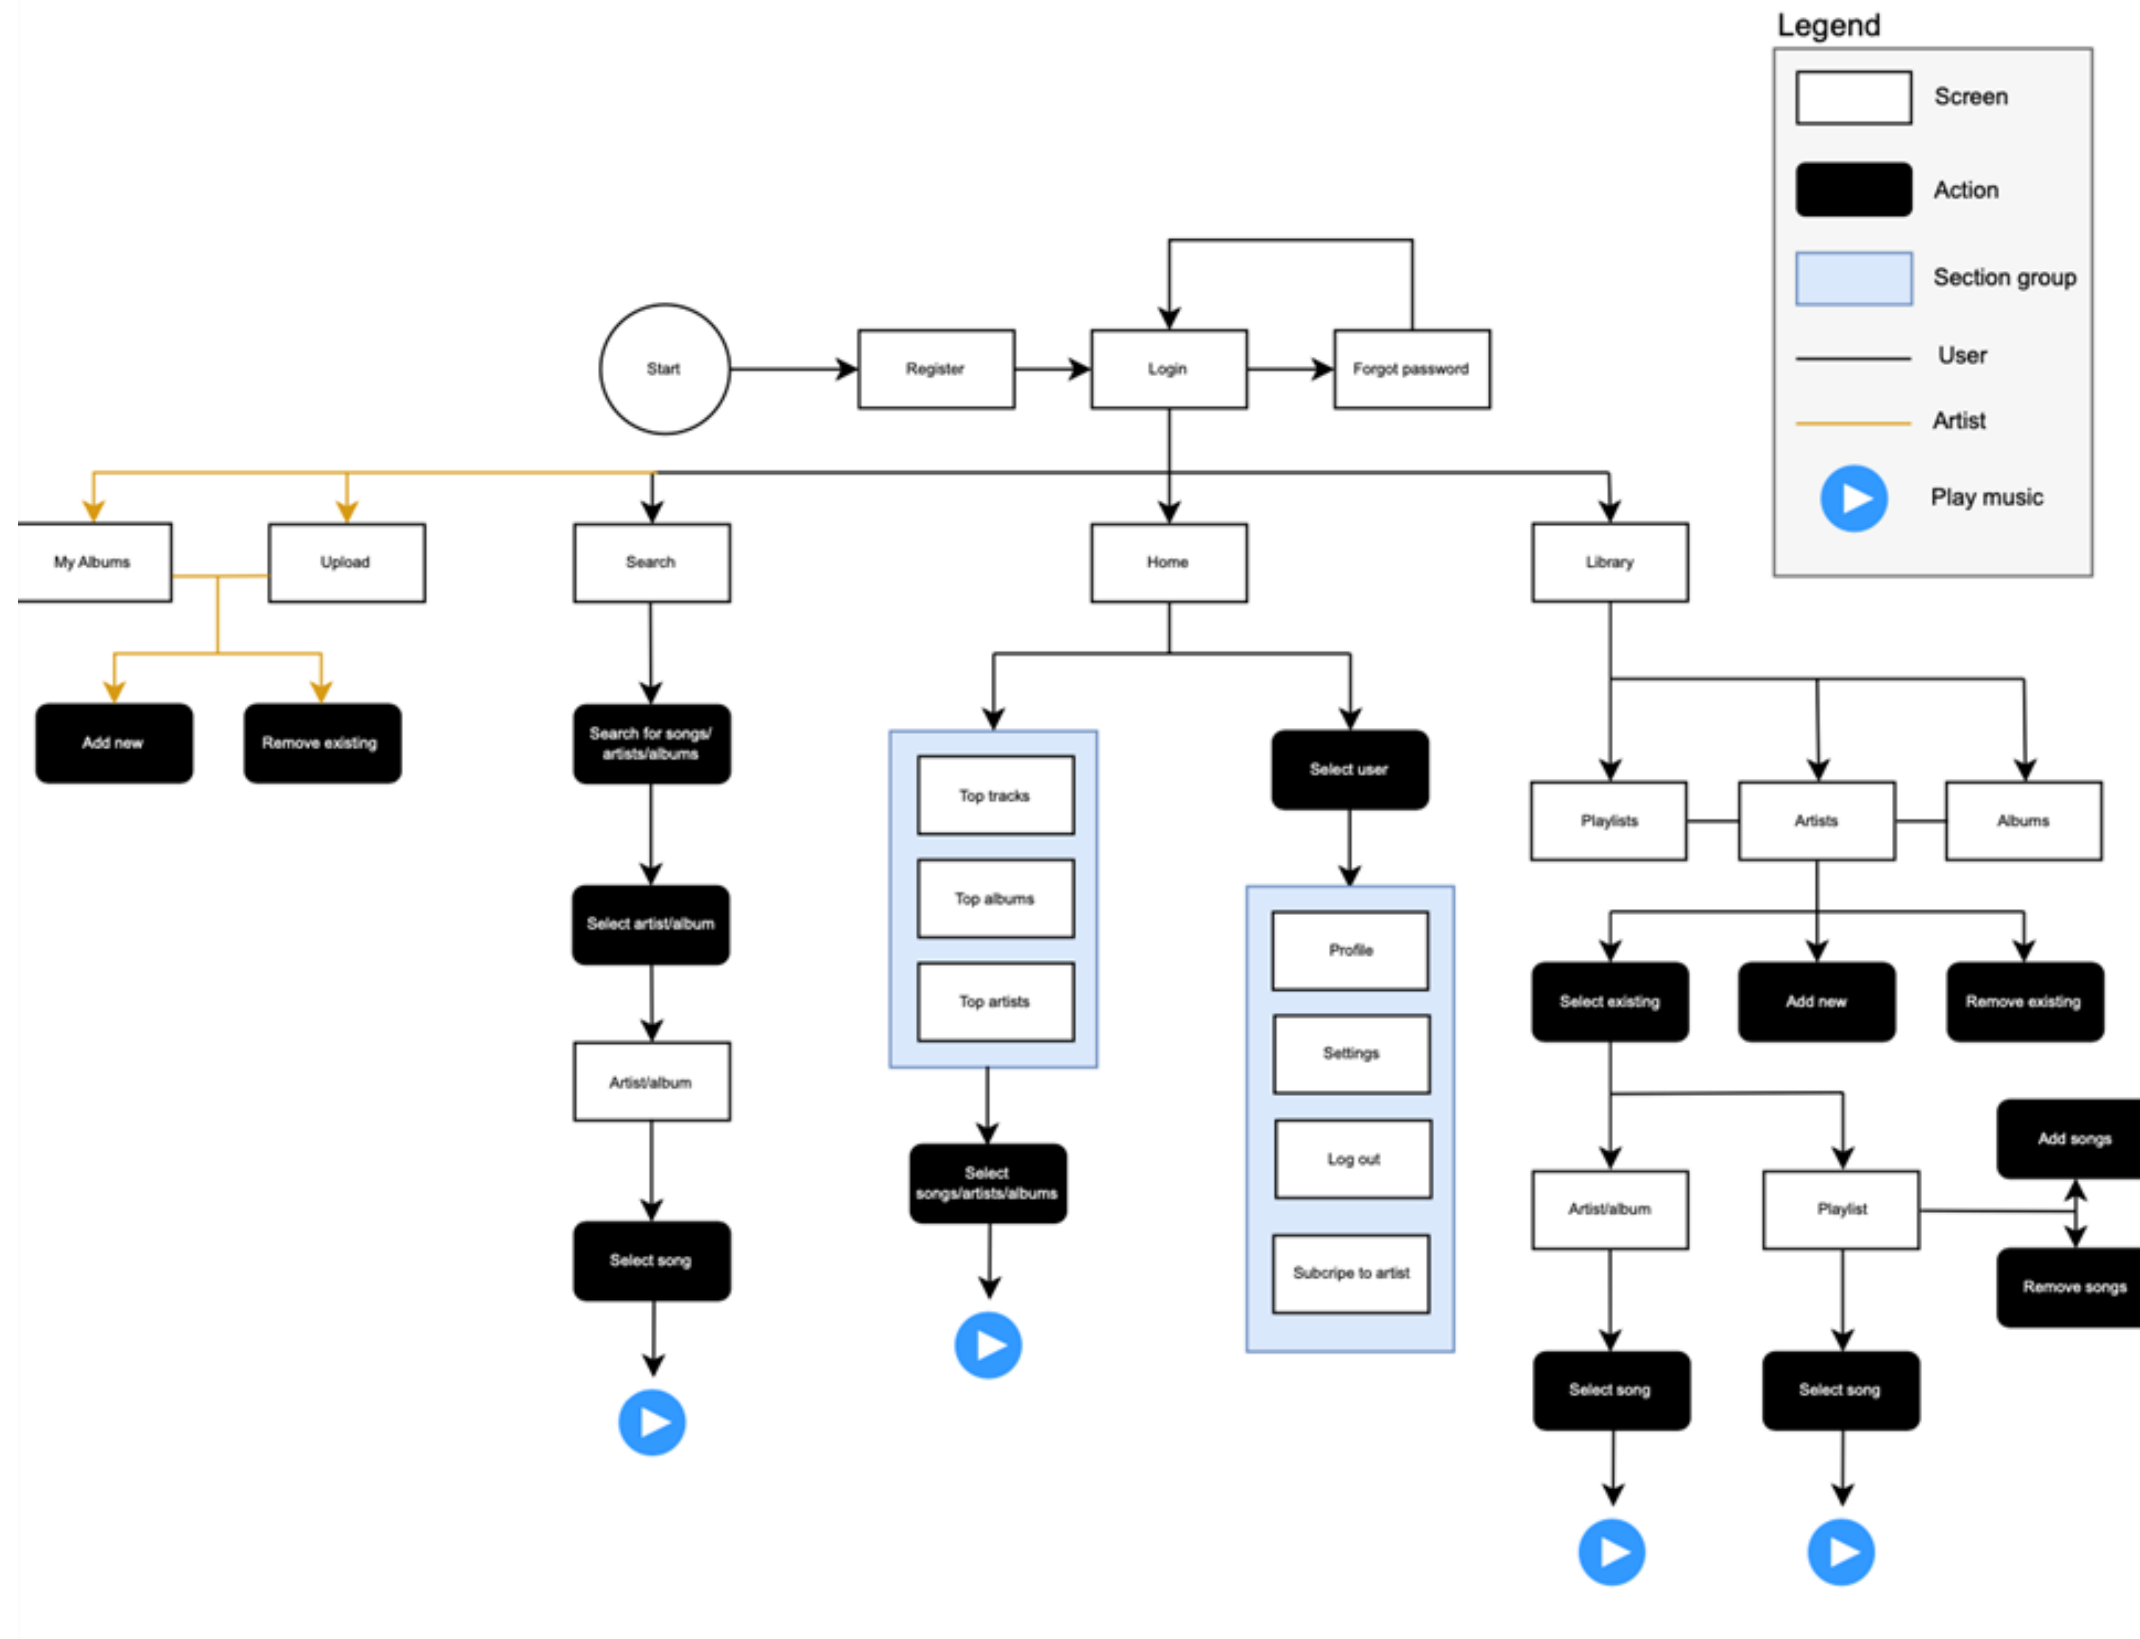 Legend
Screen
Action
Section group
User
Artist
Play music
Start
Register
Login
Forgot password
My Albums
Upload
Search
Home
Library
Add new
Remove existing
Search for songs/
artists/albums
Select artist/album
Artist/album
Select song
Top tracks
Top albums
Top artists
Select
songs/artists/albums
Select user
Profile
Settings
Log out
Subcripe to artist
Playlists
Artists
Albums
Select existing
Add new
Remove existing
Artist/album
Playlist
Add songs
Remove songs
Select song
Select song